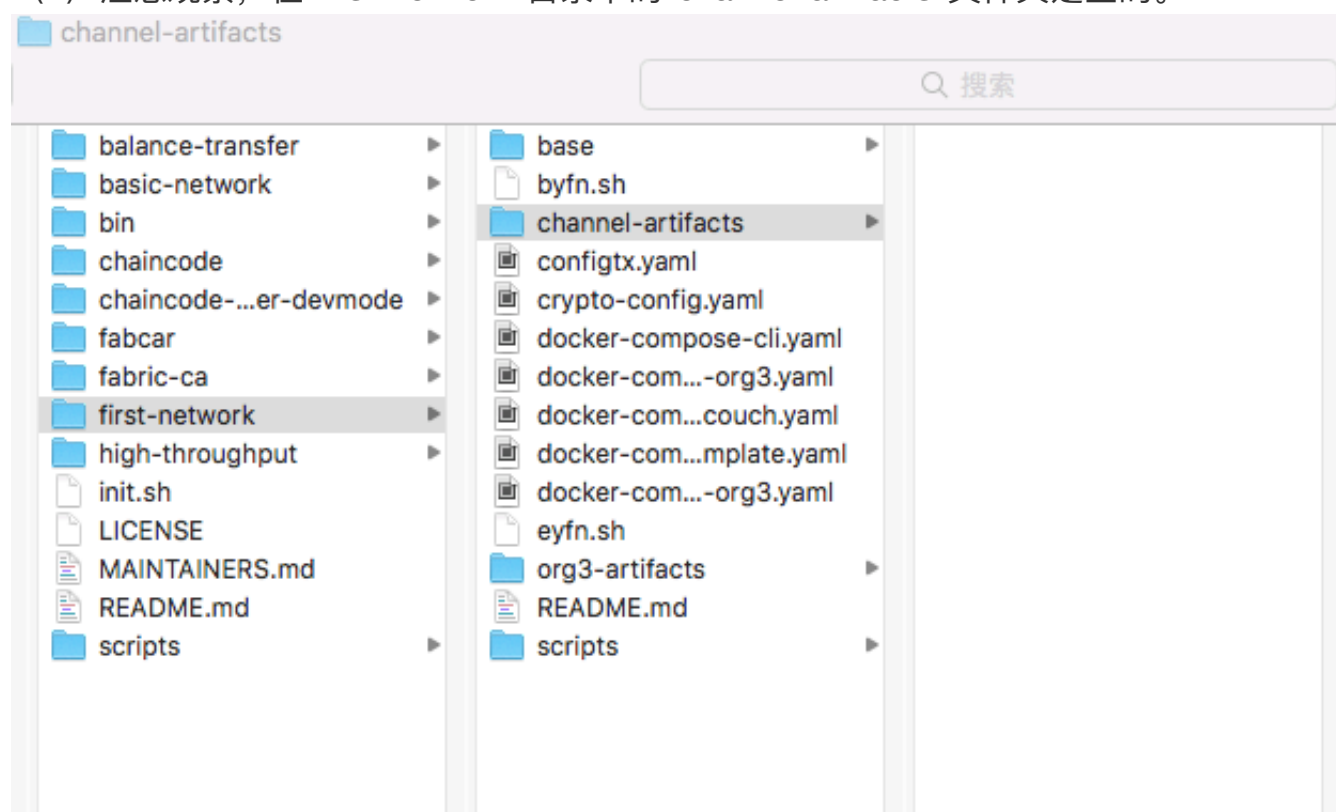 channel-artifacts
搜索
balance-transfer
basic-network
bin
chaincode
chaincode-...er-devmode
fabcar
fabric-ca
first-network
high-throughput
init.sh
LICENSE
MAINTAINERS.md
README.md
scripts
base
byfn.sh
channel-artifacts
configtx.yaml
crypto-config.yaml
docker-compose-cli.yaml
docker-com...-org3.yaml
docker-com...couch.yaml
docker-com...mplate.yaml
docker-com...-org3.yaml
eyfn.sh
org3-artifacts
README.md
scripts